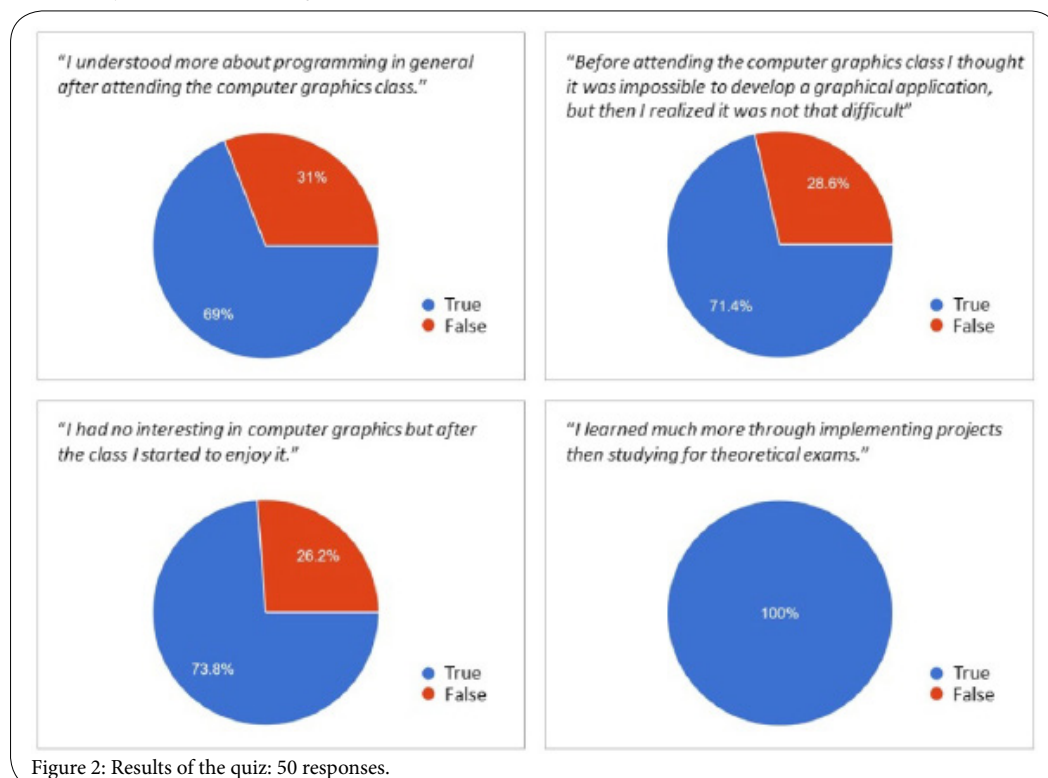 “I understood more about programming in general
after attending the computer graphics class.”
31%
69%
True
False
“Before attending the computer graphics class I thought
it was impossible to develop a graphical application,
but then I realized it was not that difficult”
28.6%
71.4%
True
False
“I had no interesting in computer graphics but after
the class I started to enjoy it.”
26.2%
73.8%
True
False
“I learned much more through implementing projects
then studying for theoretical exams.”
100%
True
False
Figure 2: Results of the quiz: 50 responses.